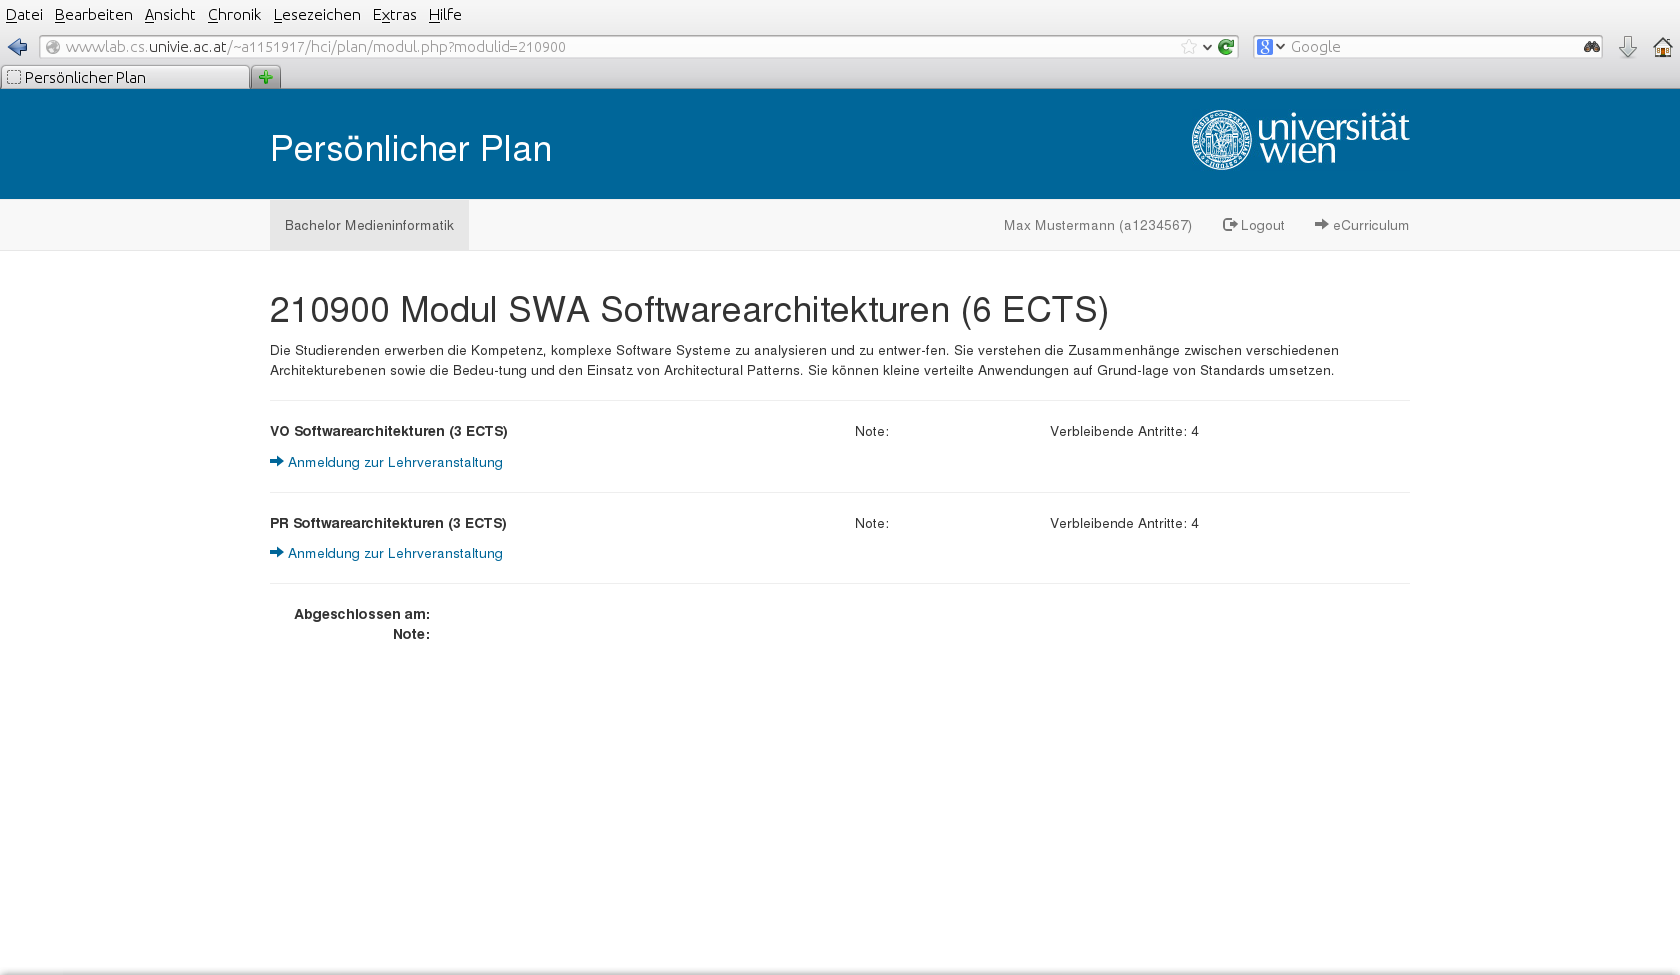 Datei Bearbeiten Ansicht Chronik Lesezeichen Extras Hilfe
wwwlab.cs.univie.ac.at/~a1151917/hci/plan/modul.php?modulid=210900
Google
Persönlicher Plan
Persönlicher Plan
universität
wien
Bachelor Medieninformatik Max Mustermann (a1234567) Logout eCurriculum
210900 Modul SWA Softwarearchitekturen (6 ECTS)
Die Studierenden erwerben die Kompetenz, komplexe Software Systeme zu analysieren und zu entwer-fen. Sie verstehen die Zusammenhänge zwischen verschiedenen
Architekturebenen sowie die Bedeu-tung und den Einsatz von Architectural Patterns. Sie können kleine verteilte Anwendungen auf Grund-lage von Standards umsetzen.
VO Softwarearchitekturen (3 ECTS) Note: Verbleibende Antritte: 4
Anmeldung zur Lehrveranstaltung
PR Softwarearchitekturen (3 ECTS) Note: Verbleibende Antritte: 4
Anmeldung zur Lehrveranstaltung
Abgeschlossen am:
Note: